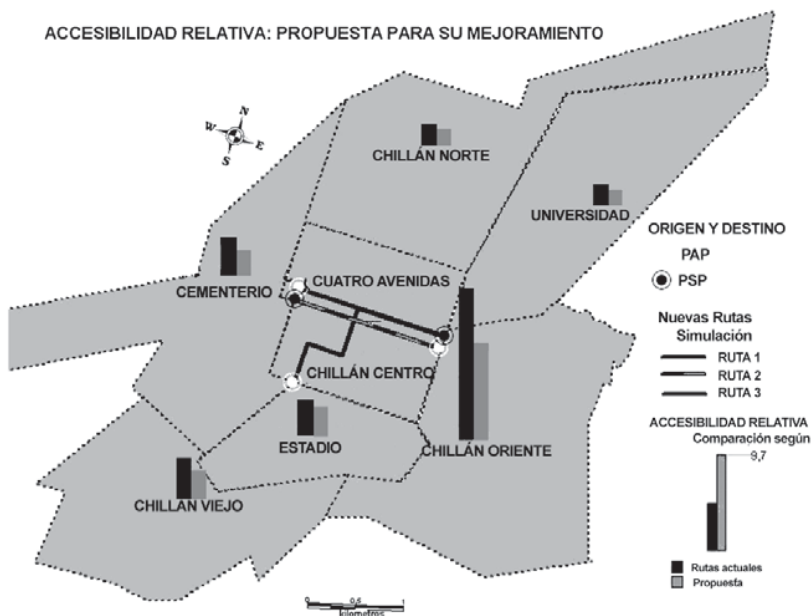 ACCESIBILIDAD RELATIVA: PROPUESTA PARA SU MEJORAMIENTO
N
W
E
S
CHILLÁN NORTE
UNIVERSIDAD
ORIGEN Y DESTINO
PAP
PSP
CEMENTERIO
CUATRO AVENIDAS
Nuevas Rutas
Simulación
RUTA 1
RUTA 2
RUTA 3
CHILLÁN CENTRO
ESTADIO
CHILLÁN ORIENTE
CHILLÁN VIEJO
ACCESIBILIDAD RELATIVA
Comparación según
9,7
Rutas actuales
Propuesta
0 0,5 1
kilometros